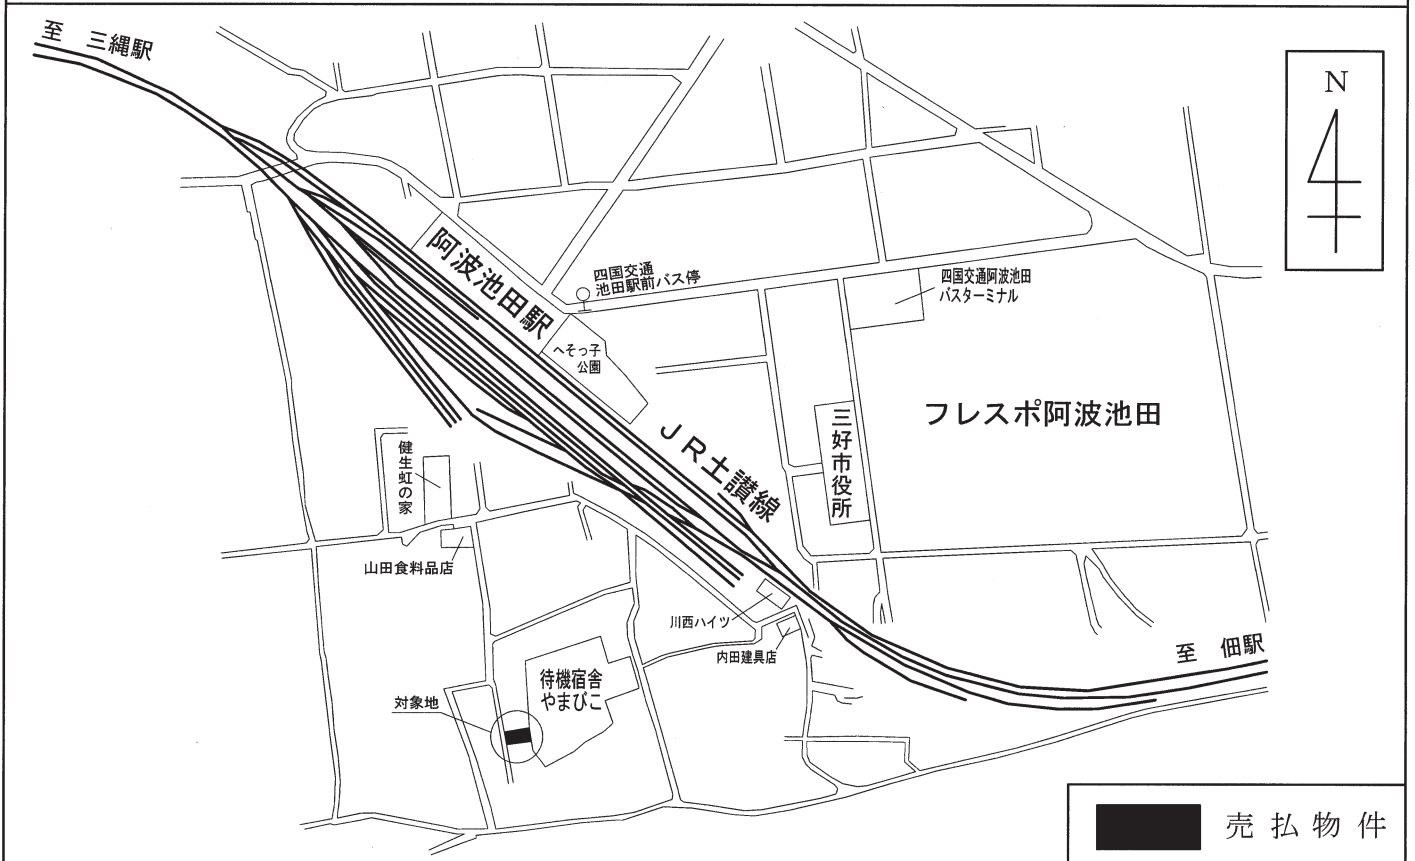 至 三縄駅
N
阿波池田駅
四国交通
池田駅前バス停
四国交通阿波池田
バスターミナル
へそっ子
公園
フレスポ阿波池田
三好市役所
JR土讃線
健生虹の家
山田食料品店
川西ハイツ
内田建具店
至 佃駅
待機宿舎
やまびこ
対象地
売払物件